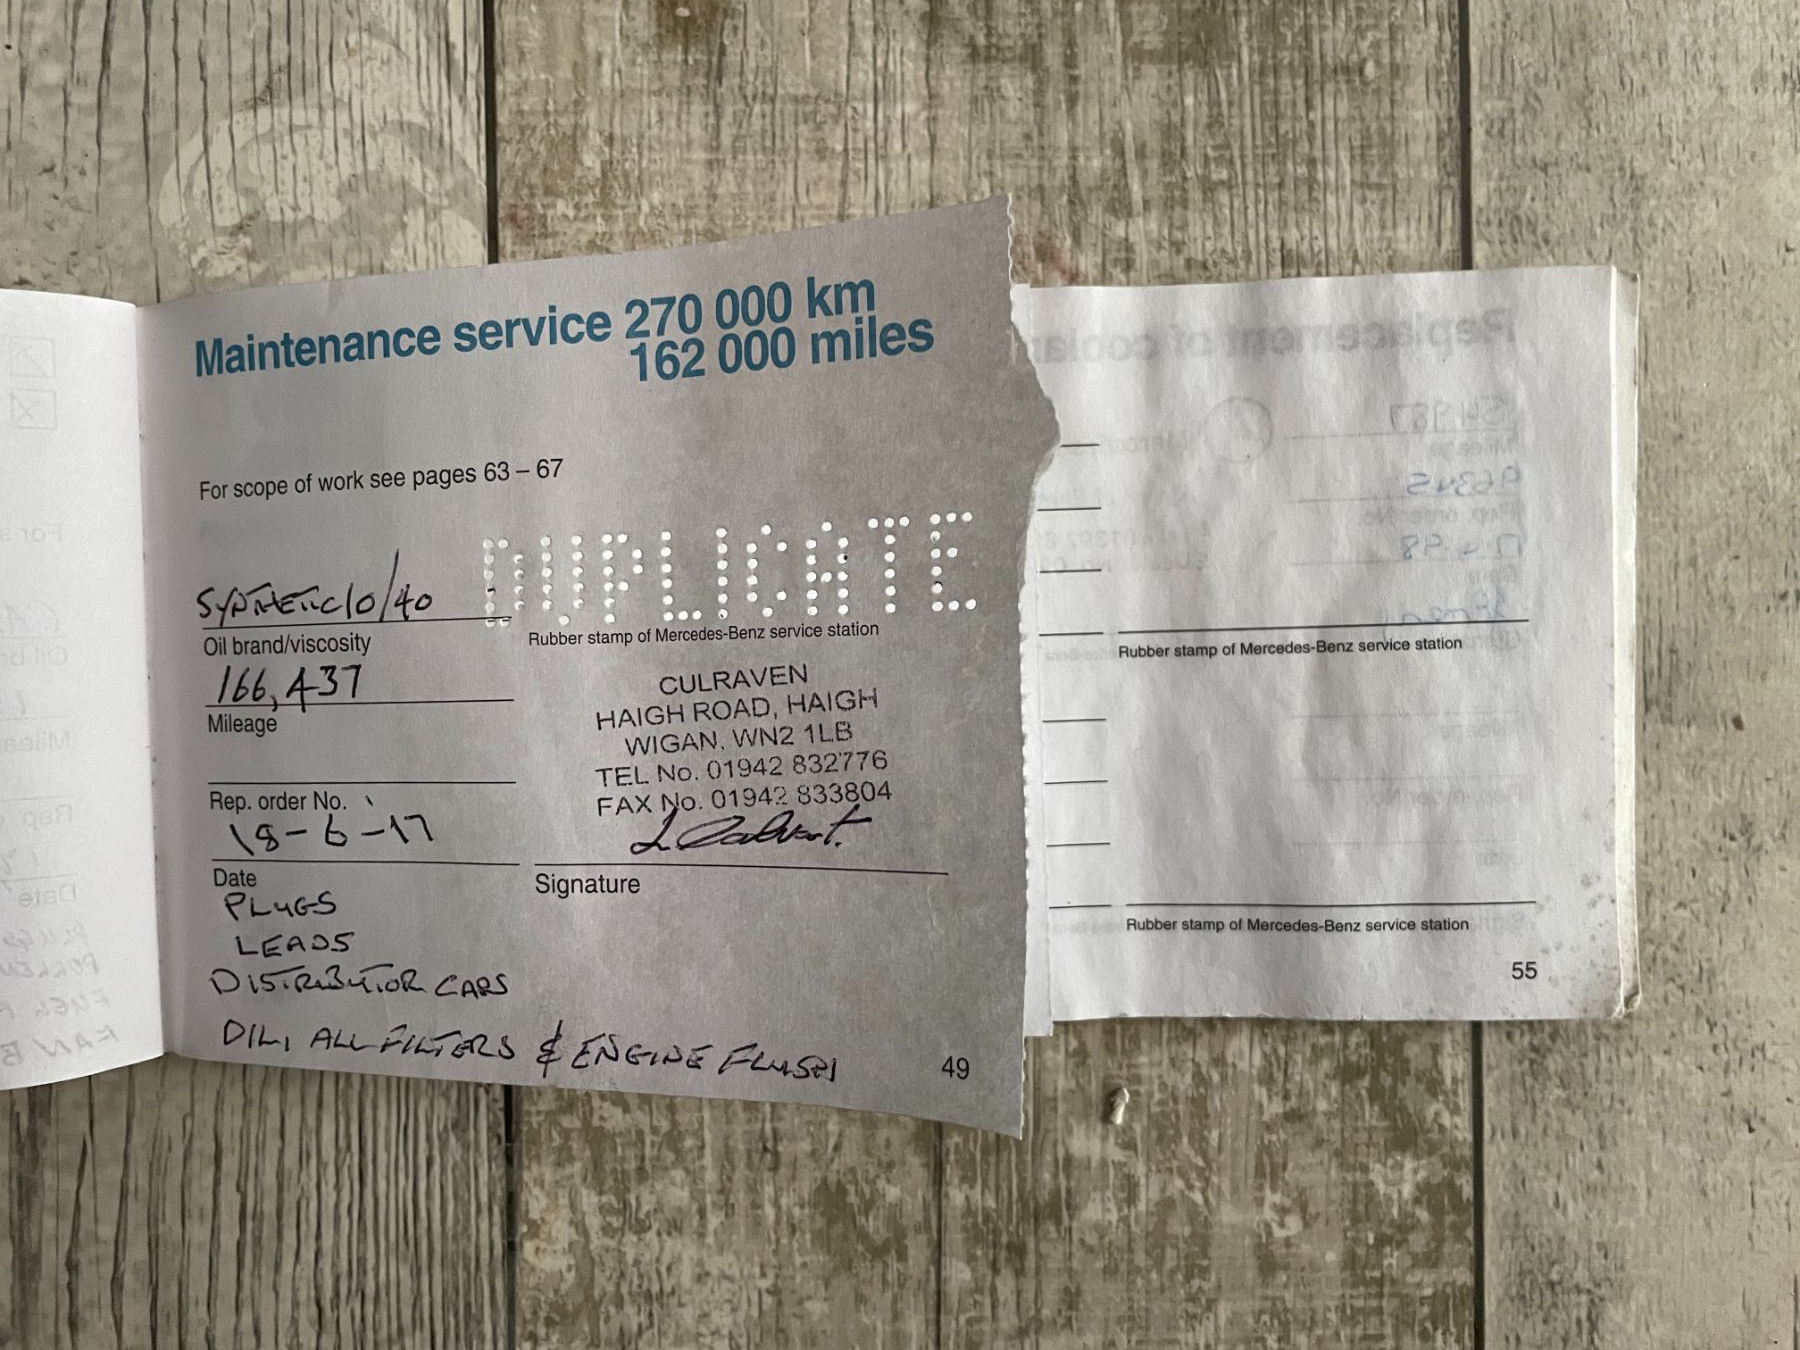 Maintenance service 270 000 km
162 000 miles
For scope of work see pages 63 – 67
DUPLICATE
SYNTHETIC 10/40
Oil brand/viscosity
Rubber stamp of Mercedes-Benz service station
166,437
Mileage
CULRAVEN
HAIGH ROAD, HAIGH
WIGAN. WN2 1LB
TEL No. 01942 832776
FAX No. 01942 833804
Rep. order No.
18-6-17
Date
Signature
PLUGS
LEADS
DISTRIBUTOR CAPS
OIL, ALL FILTERS & ENGINE FLUSH
49
Rubber stamp of Mercedes-Benz service station
Rubber stamp of Mercedes-Benz service station
55